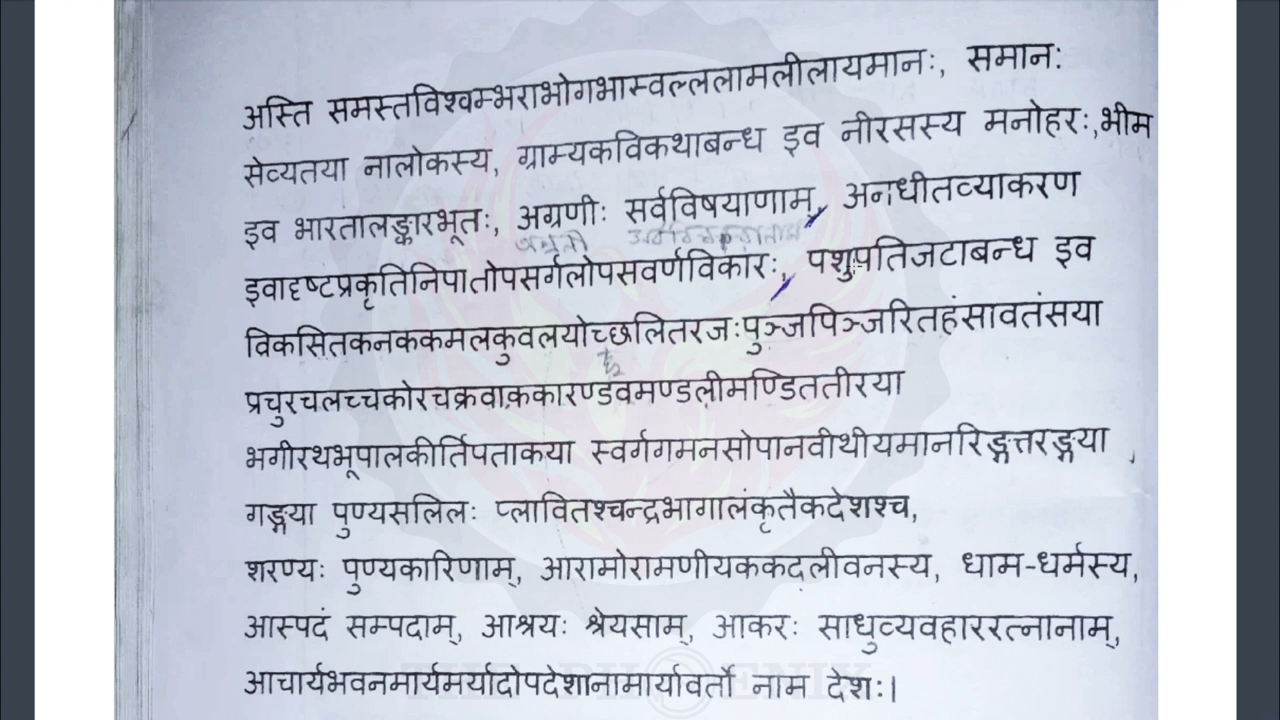 अस्ति समस्तविश्वम्भराभोगभास्वल्ललामलीलायमानः, समानः
सेव्यतया नालोकस्य, ग्राम्यकविकथाबन्ध इव नीरसस्य मनोहरः,भीम
इव भारतालङ्कारभूतः, अग्रणीः सर्वविषयाणाम्, अनधीतव्याकरण
इवादृष्टप्रकृतिनिपातोपसर्गलोपसवर्णविकारः, पशुपतिजटाबन्ध इव
विकसितकनककमलकुवलयोच्छलितरजःपुञ्जपिञ्जरितहंसावतंसया
प्रचुरचलच्चकोरचक्रवाककारण्डवमण्डलीमण्डिततीरया
भगीरथभूपालकीर्तिपताकया स्वर्गगमनसोपानवीथीयमानरिङ्गत्तरङ्गया
गङ्गया पुण्यसलिलः प्लावितश्चन्द्रभागालंकृतैकदेशश्च,
शरण्यः पुण्यकारिणाम्, आरामोरामणीयककदलीवनस्य, धाम-धर्मस्य,
आस्पदं सम्पदाम्, आश्रयः श्रेयसाम्, आकरः साधुव्यवहाररत्नानाम्,
आचार्यभवनमार्यमर्यादोपदेशानामार्यावर्तो नाम देशः।